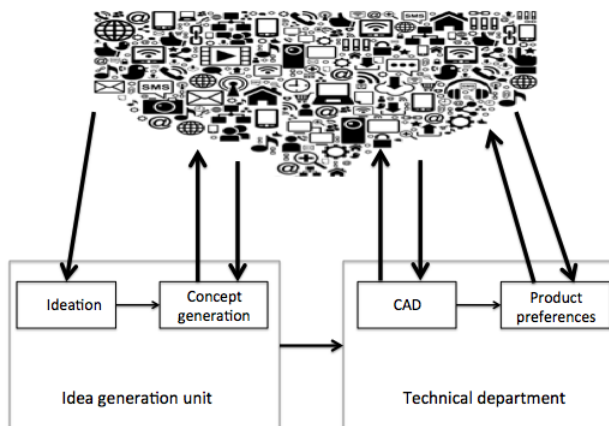 SMS
SMS
Ideation
Concept
generation
CAD
Product
preferences
Idea generation unit
Technical department